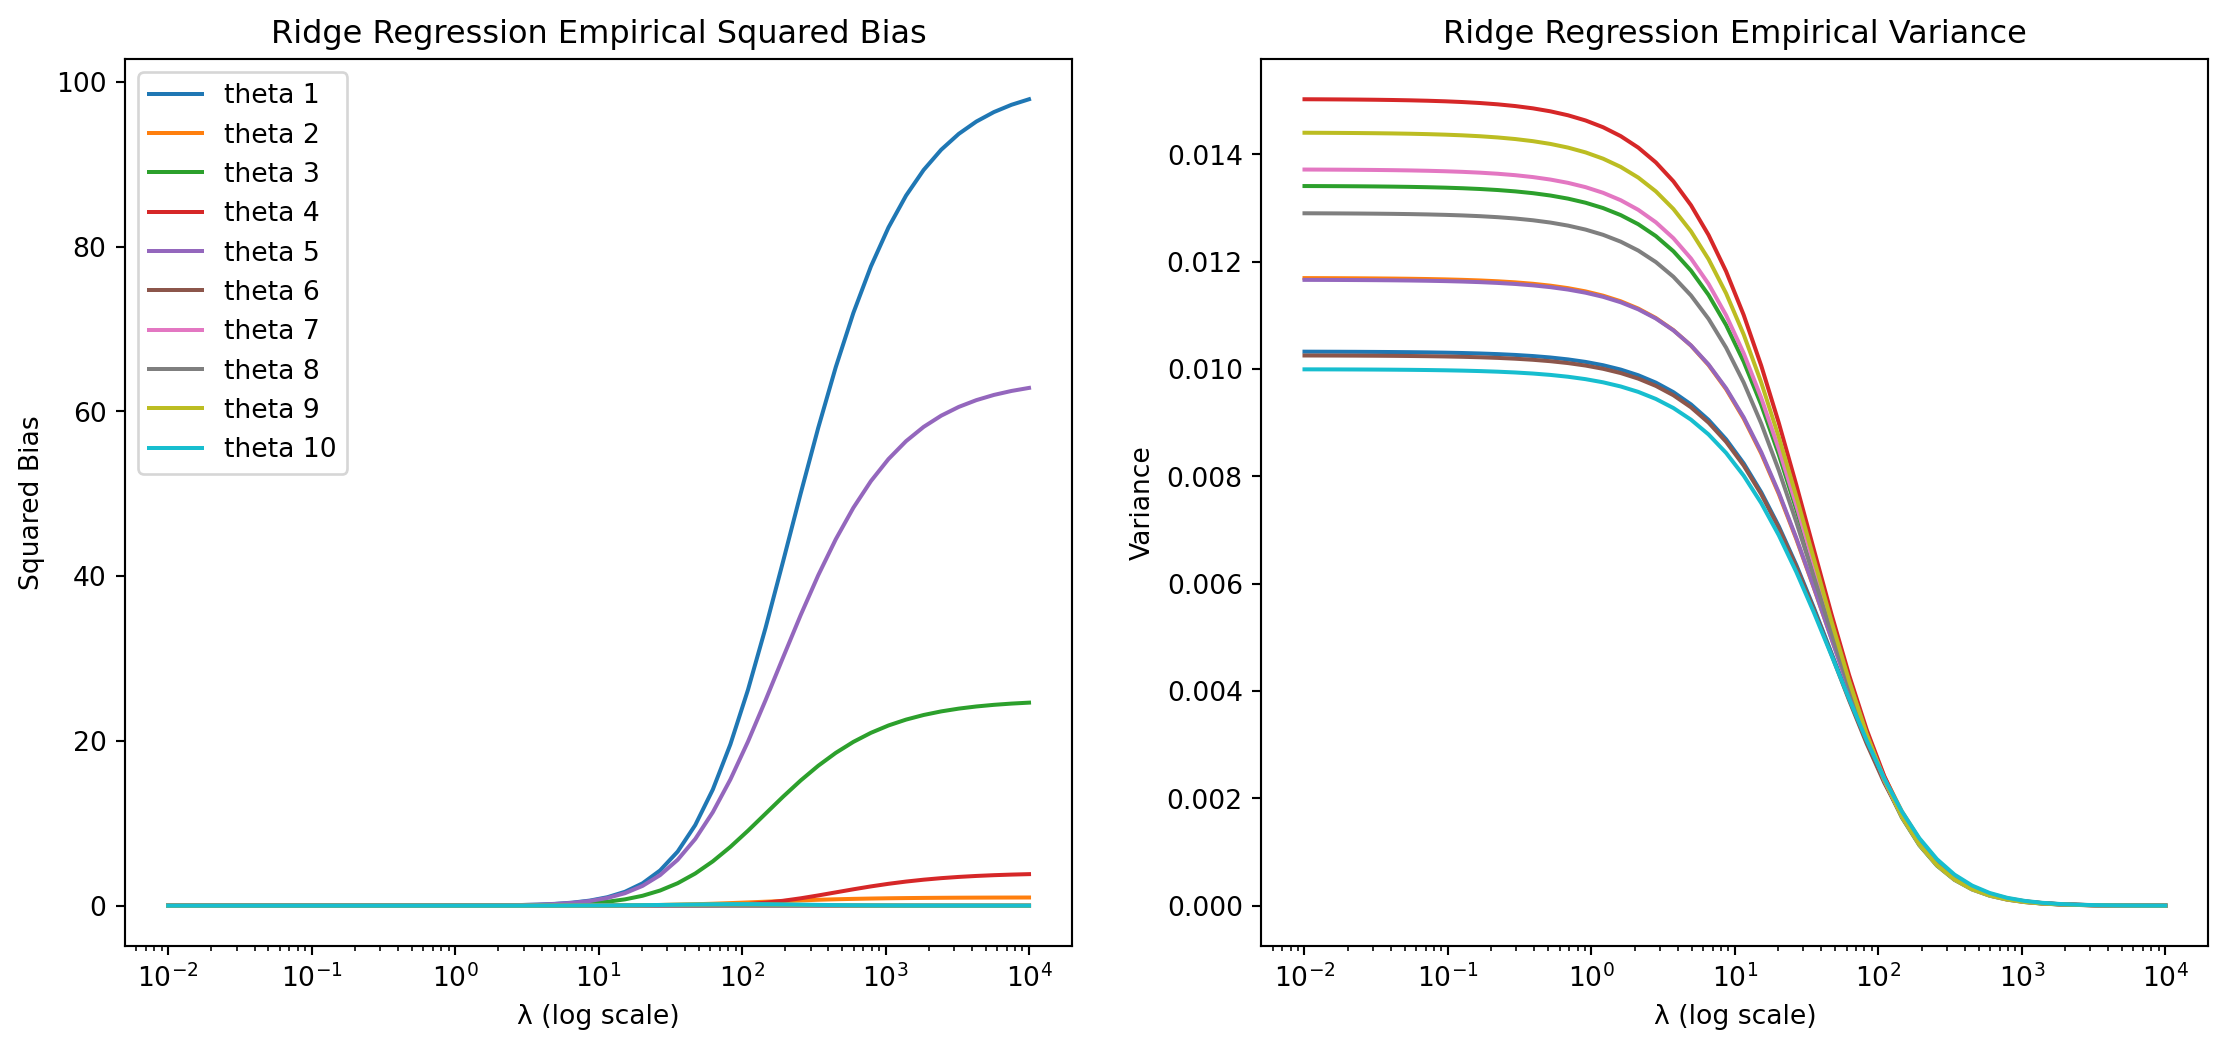 Ridge Regression Empirical Squared Bias
100
80
60
40
20
0
Squared Bias
theta 1
theta 2
theta 3
theta 4
theta 5
theta 6
theta 7
theta 8
theta 9
theta 10
10⁻² 10⁻¹ 10⁰ 10¹ 10² 10³ 10⁴
λ (log scale)
Ridge Regression Empirical Variance
0.014
0.012
0.010
0.008
0.006
0.004
0.002
0.000
Variance
10⁻² 10⁻¹ 10⁰ 10¹ 10² 10³ 10⁴
λ (log scale)